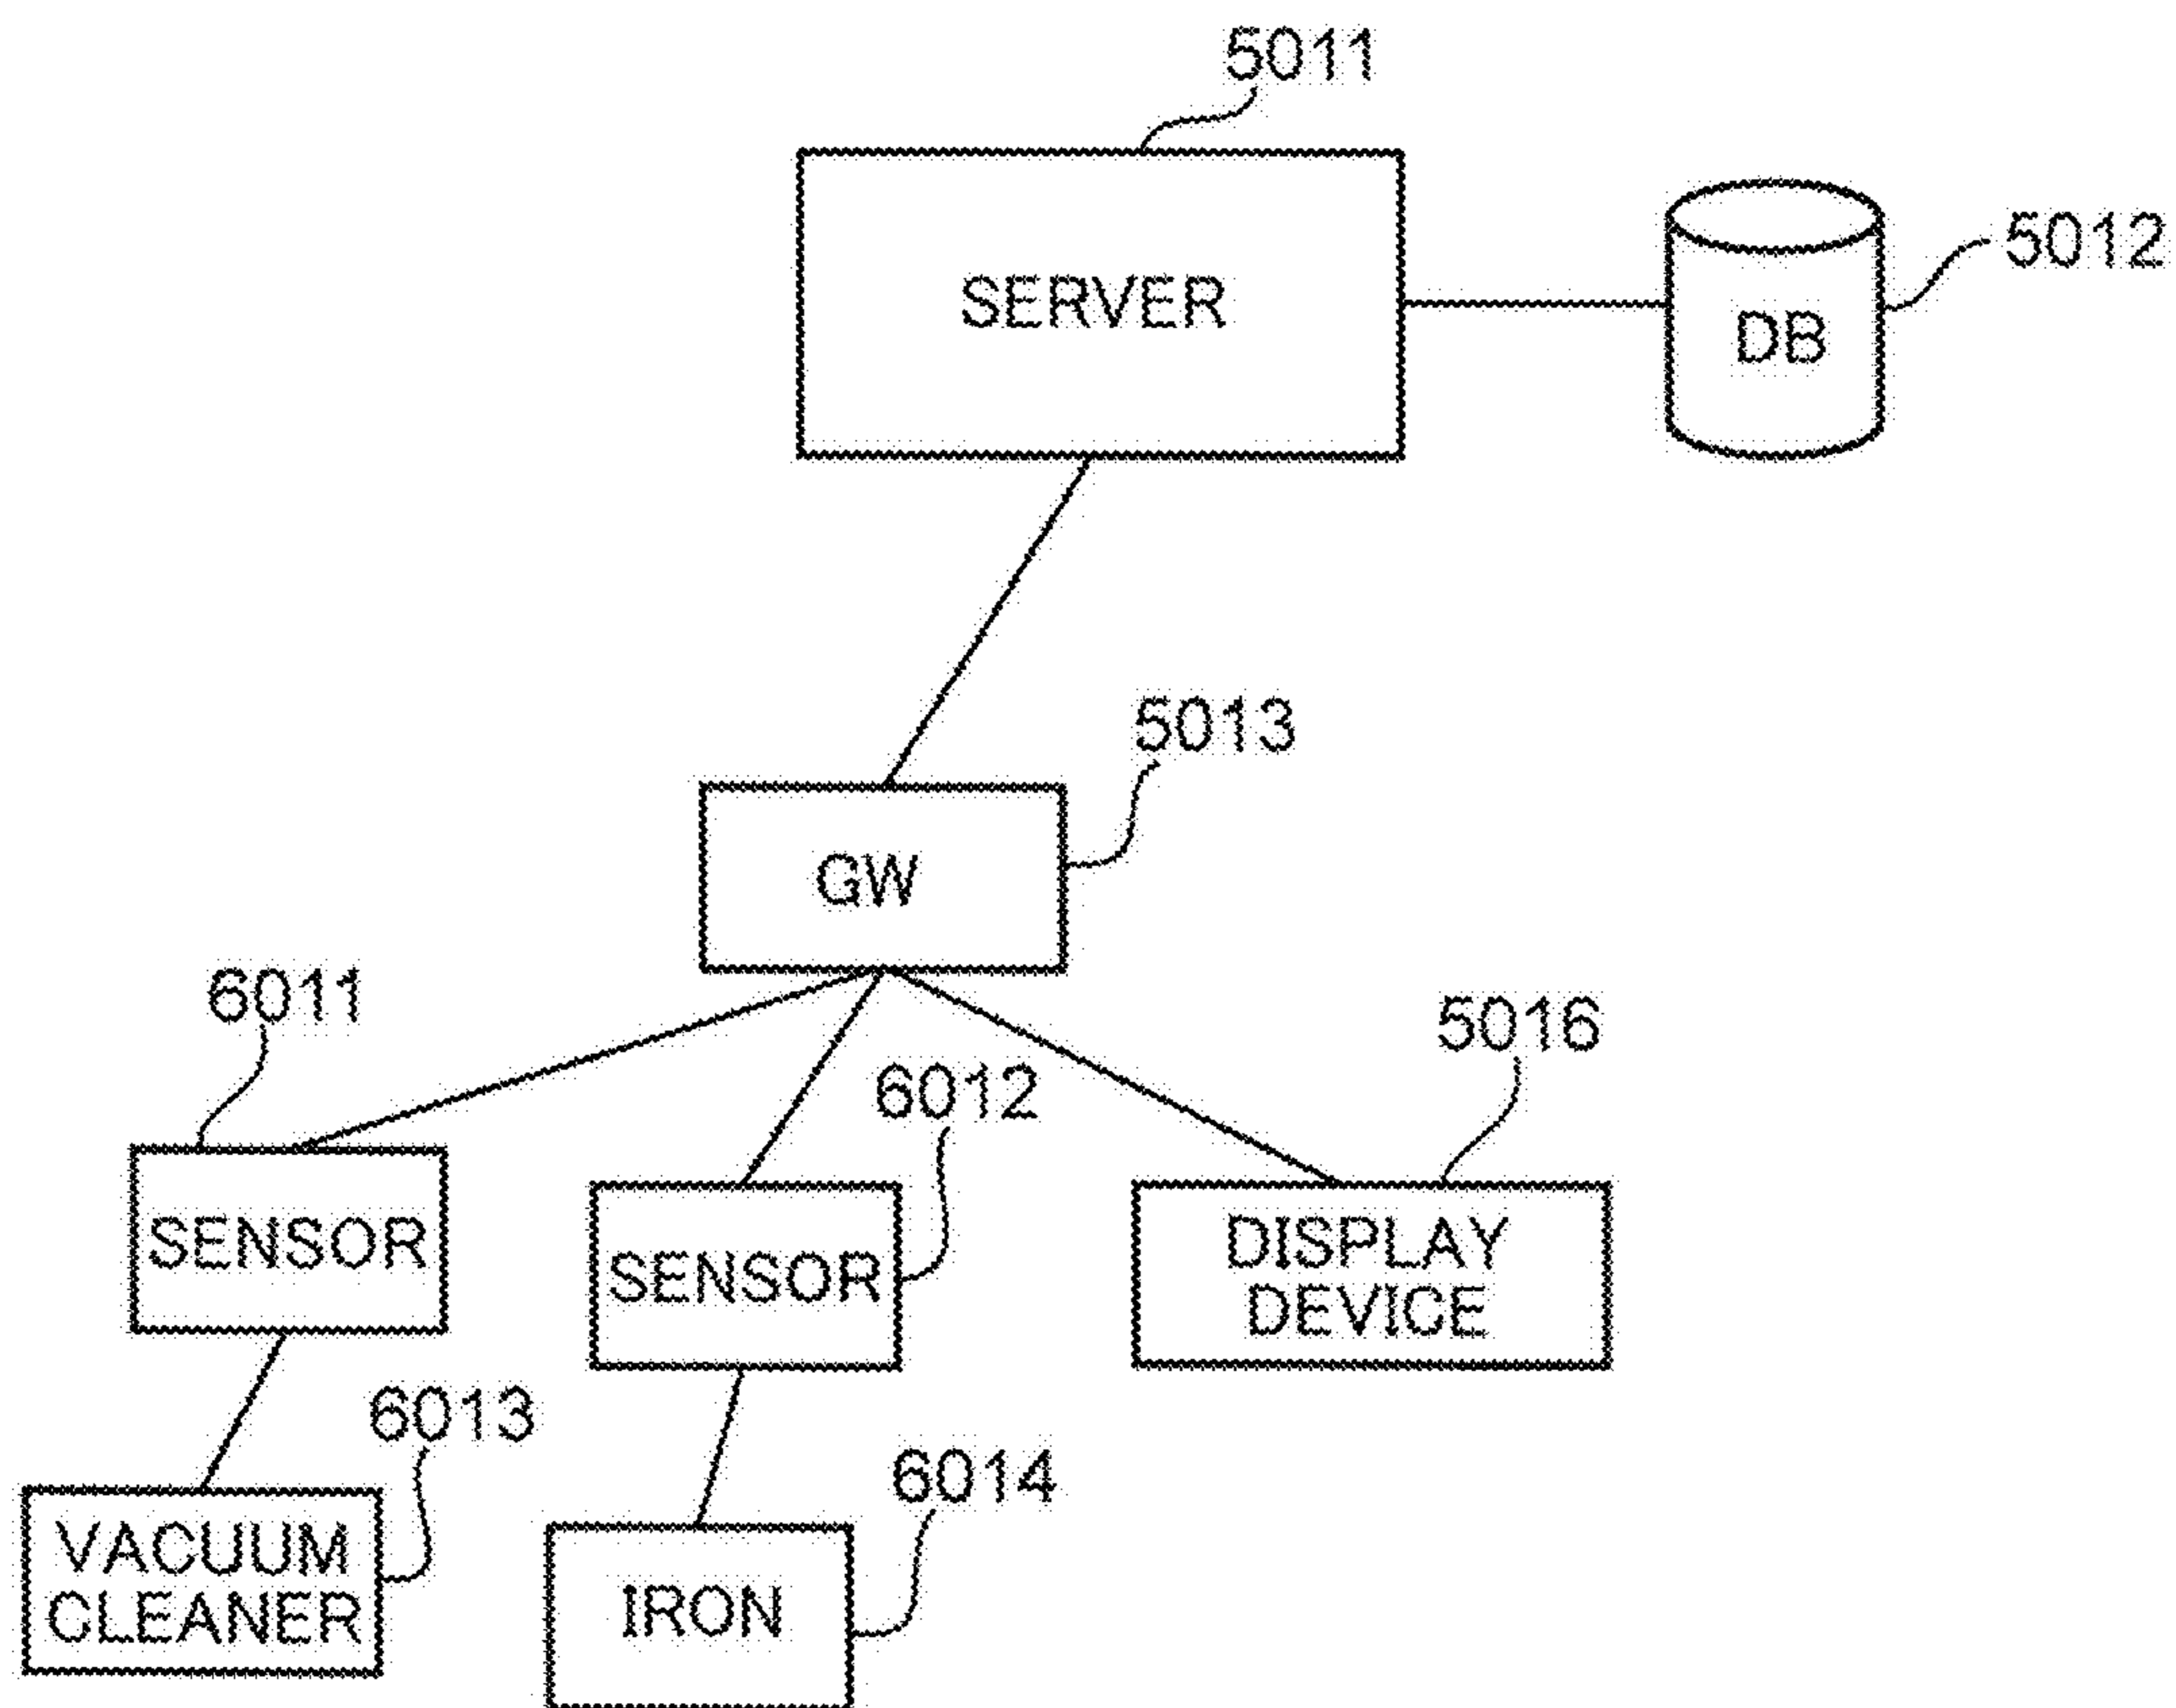 5011
SERVER
DB
5012
5013
GW
6011
6012
5016
SENSOR
SENSOR
DISPLAY
DEVICE
6013
6014
VACUUM
CLEANER
IRON